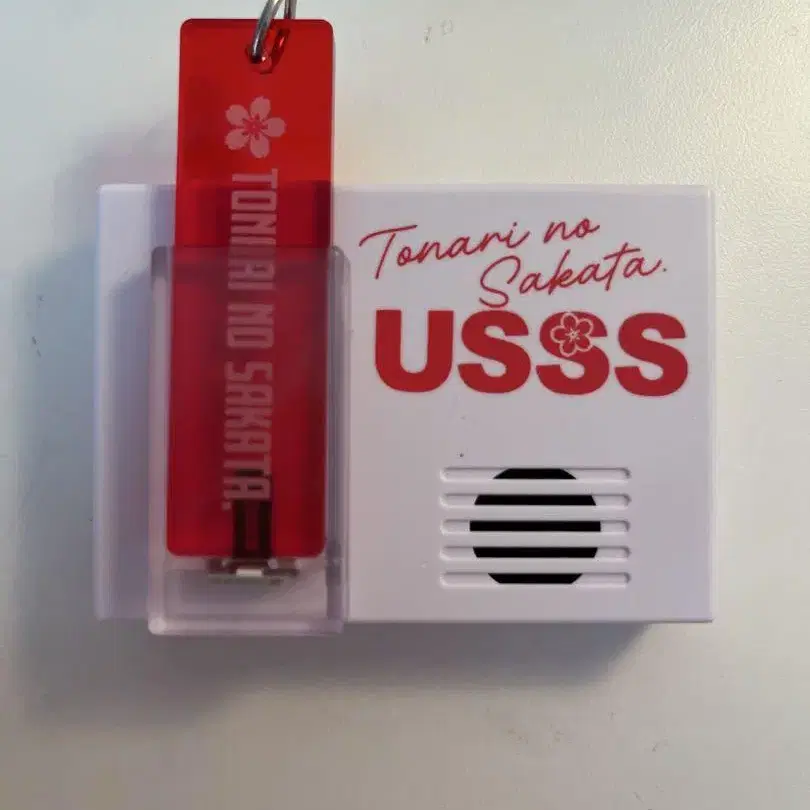 TONARI NO SAKATA.
Tonari no
Sakata.
USSS